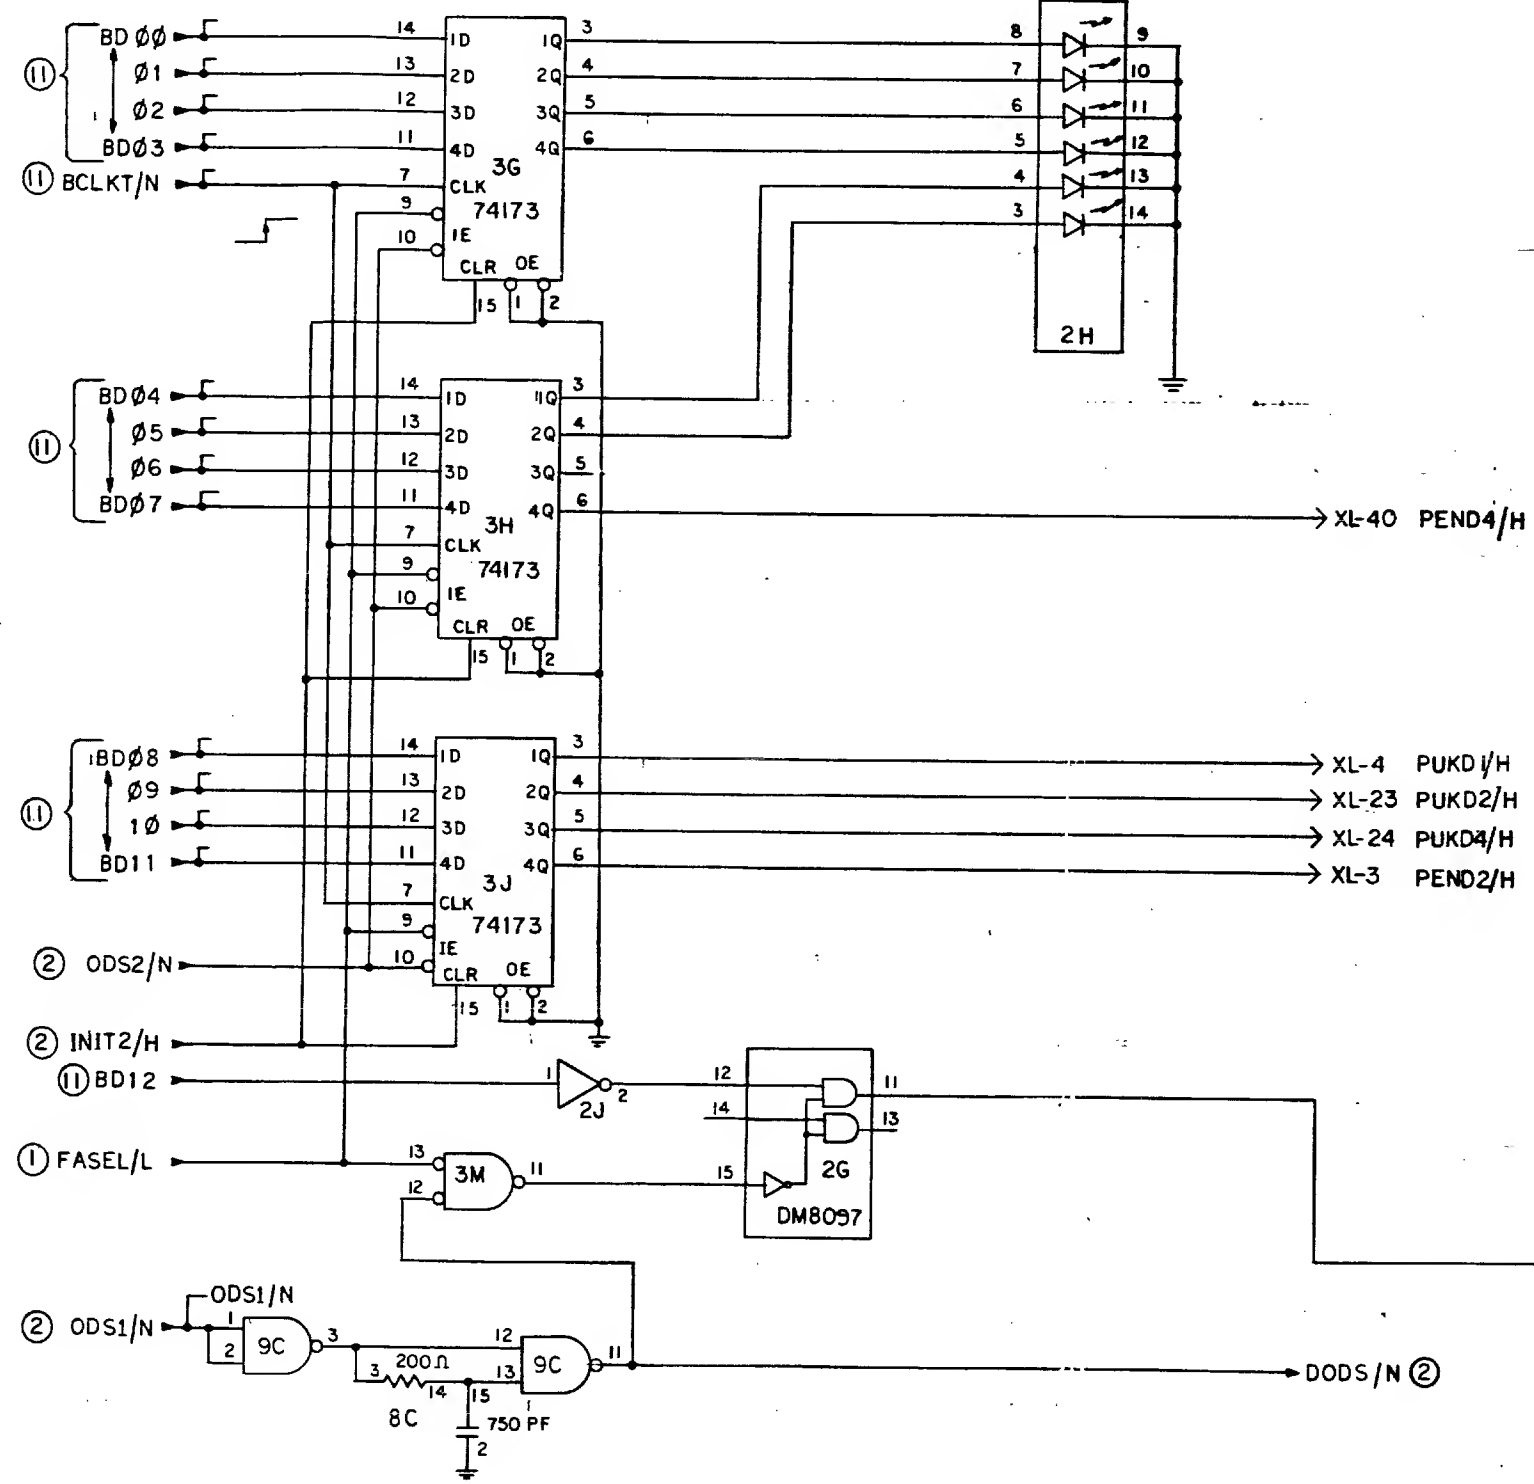 BD ØØ 14 1D 1Q 3 8 9
Ø1 13 2D 2Q 4 7 10
11 Ø2 12 3D 3Q 5 6 11
BDØ3 11 4D 4Q 6 5 12
11 BCLKT/N 7 CLK 3G 74173 4 13
9 3 14
10 IE
CLR OE
15 1 2
2H
BDØ4 14 1D 1Q 3
Ø5 13 2D 2Q 4
11 Ø6 12 3D 3Q 5
BDØ7 11 4D 4Q 6 XL-40 PEND4/H
3H
7 CLK
74173
9
10 IE
CLR OE
15 1 2
BDØ8 14 1D 1Q 3 XL-4 PUKD1/H
Ø9 13 2D 2Q 4 XL-23 PUKD2/H
11 1Ø 12 3D 3Q 5 XL-24 PUKD4/H
BD11 11 4D 4Q 6 XL-3 PEND2/H
3J
7 CLK
74173
9
IE
2 ODS2/N 10
CLR OE
15 1 2
2 INIT2/H
11 BD12 1 2J 2 12 11
14 13
1 FASEL/L 13 3M 11 15 2G
12
DM8097
ODS1/N
2 ODS1/N 1 2 9C 3 12 9C 11 DODS/N 2
3 200Ω 14 15 13
8C 750 PF
2